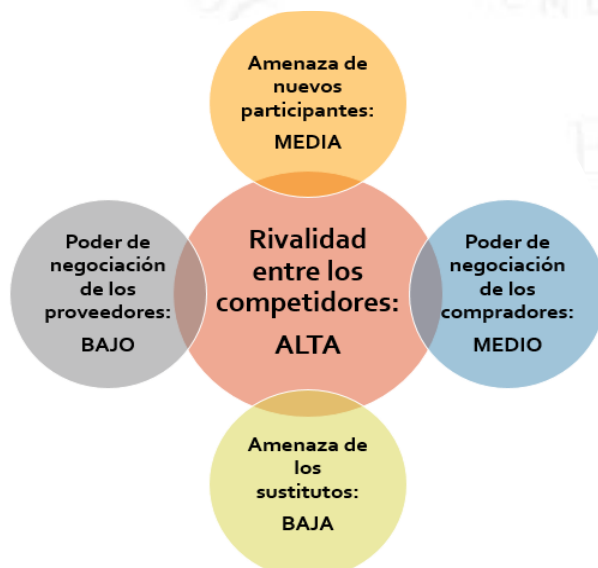 Amenaza de
nuevos
participantes:
MEDIA
Rivalidad
entre los
competidores:
ALTA
Poder de
negociación
de los
proveedores:
BAJO
Poder de
negociación
de los
compradores:
MEDIO
Amenaza de
los
sustitutos:
BAJA